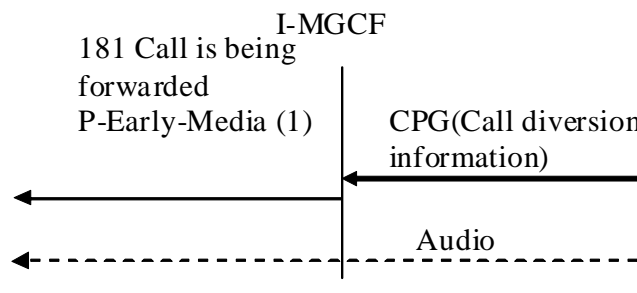 I-MGCF
181 Call is being
forwarded
P-Early-Media (1)
CPG(Call diversion
information)
Audio